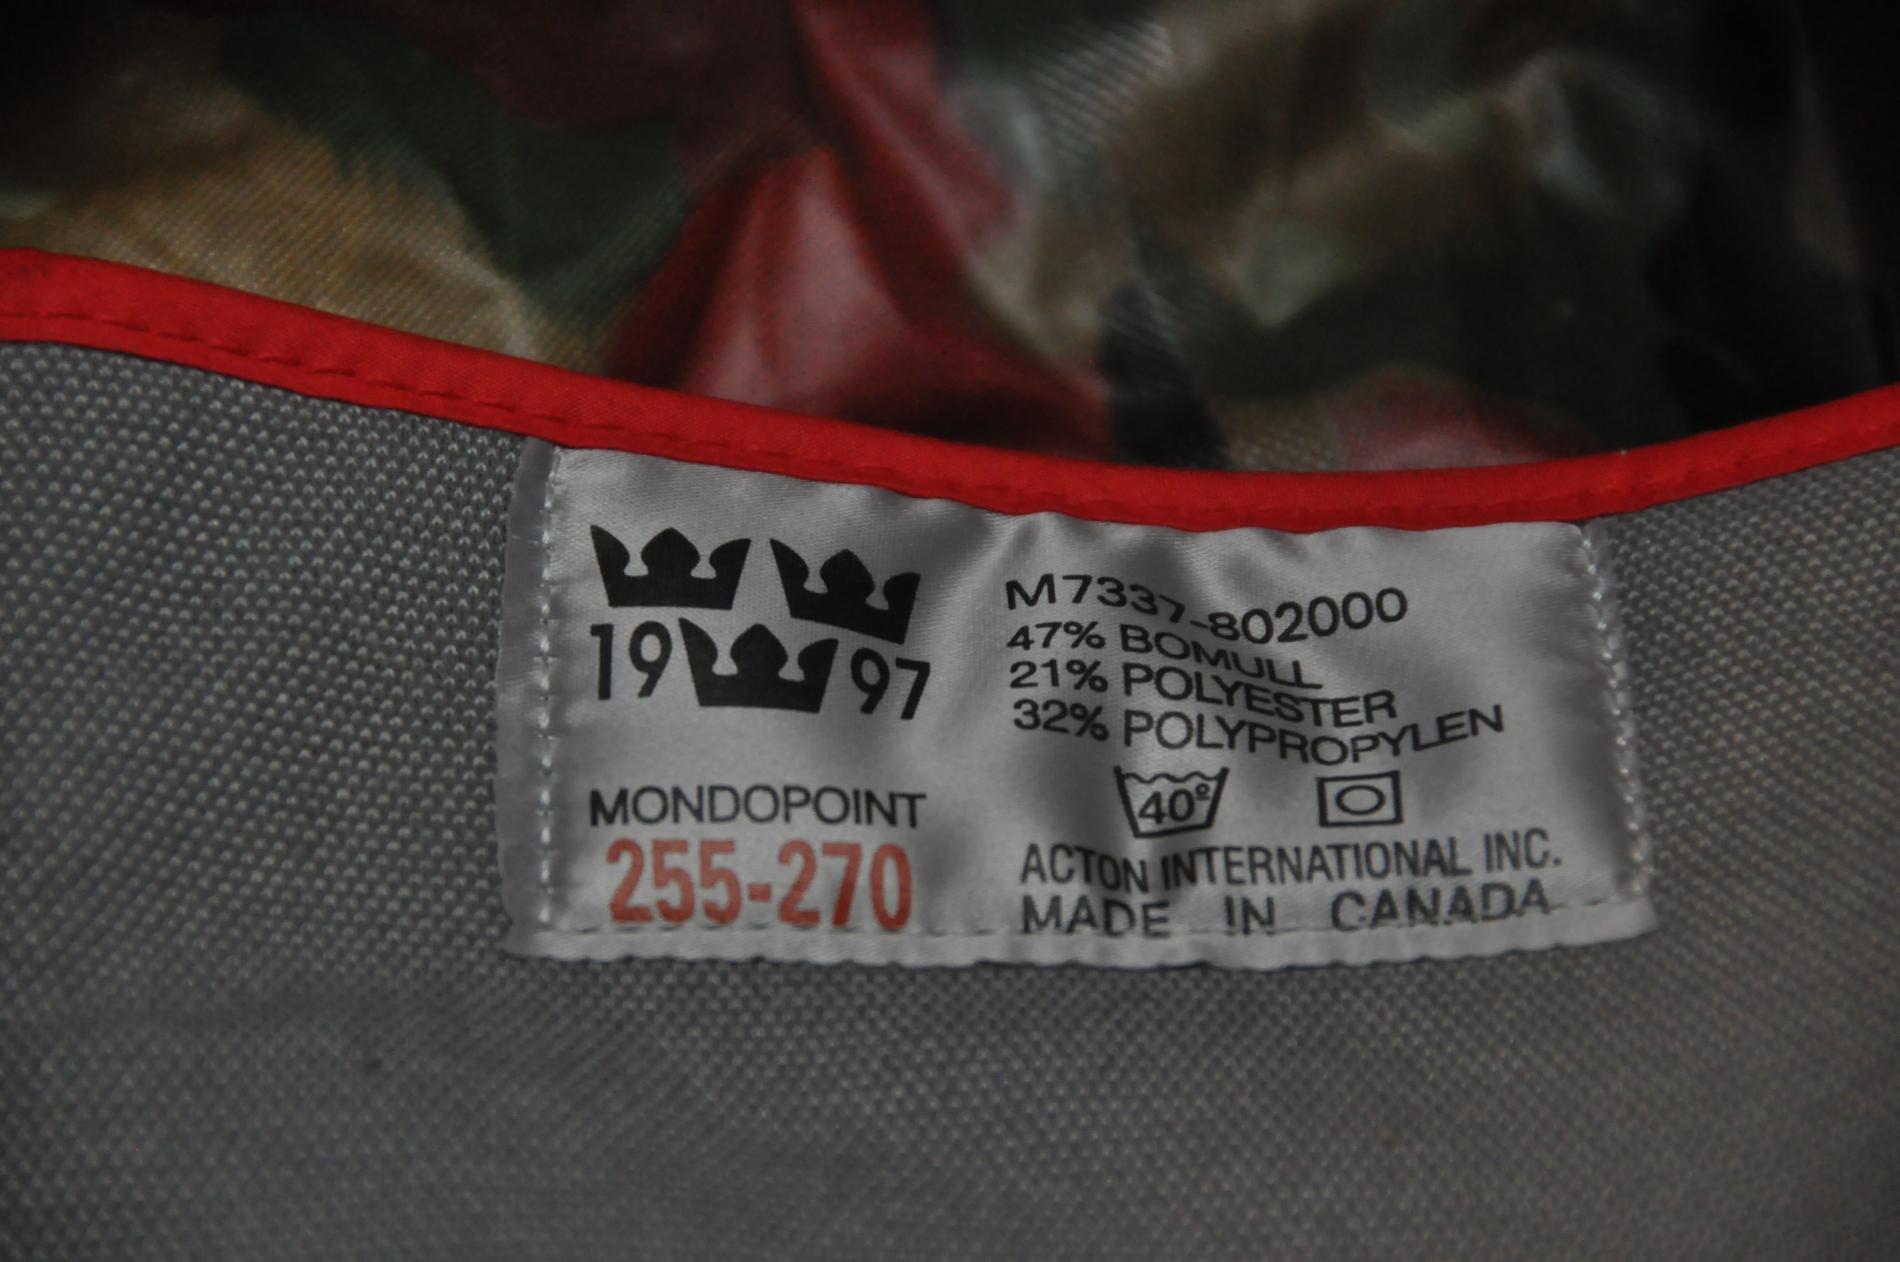 19 97
MONDOPOINT
255-270
M7337-802000
47% BOMULL
21% POLYESTER
32% POLYPROPYLEN
40º
ACTON INTERNATIONAL INC.
MADE IN CANADA